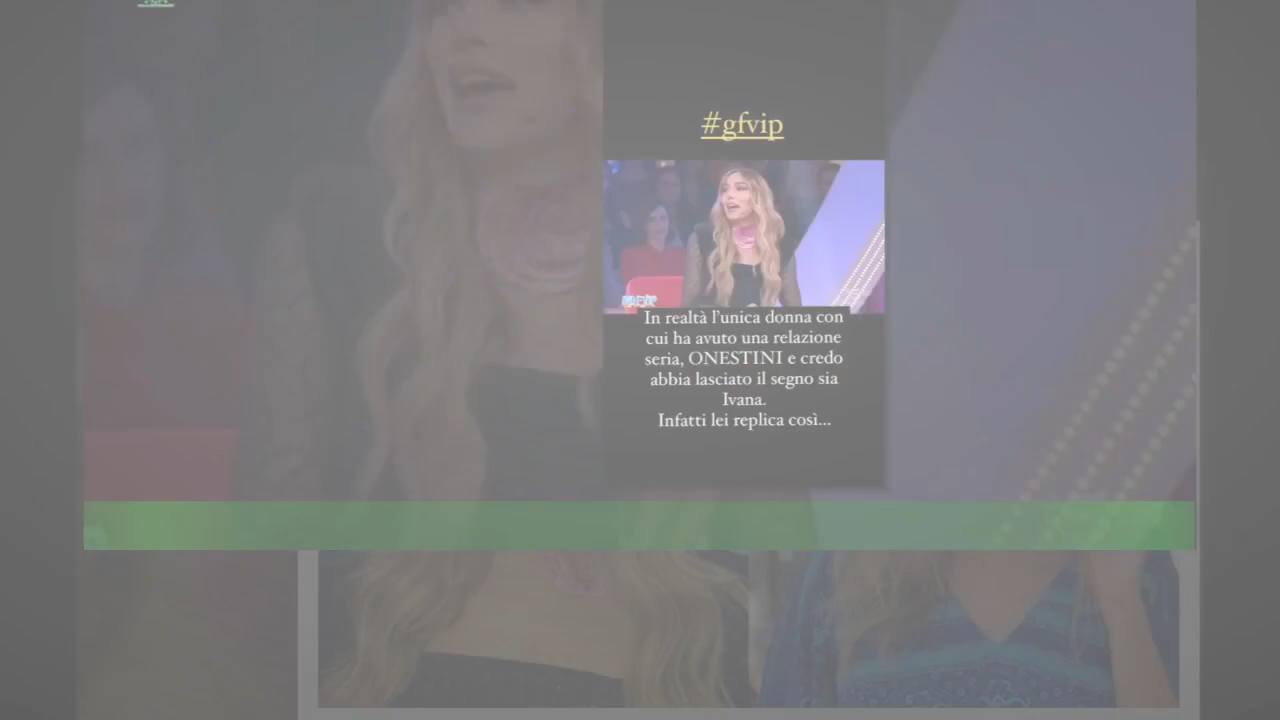 #gfvip
In realtà l'unica donna con
cui ha avuto una relazione
seria, ONESTINI e credo
abbia lasciato il segno sia
Ivana.
Infatti lei replica così...